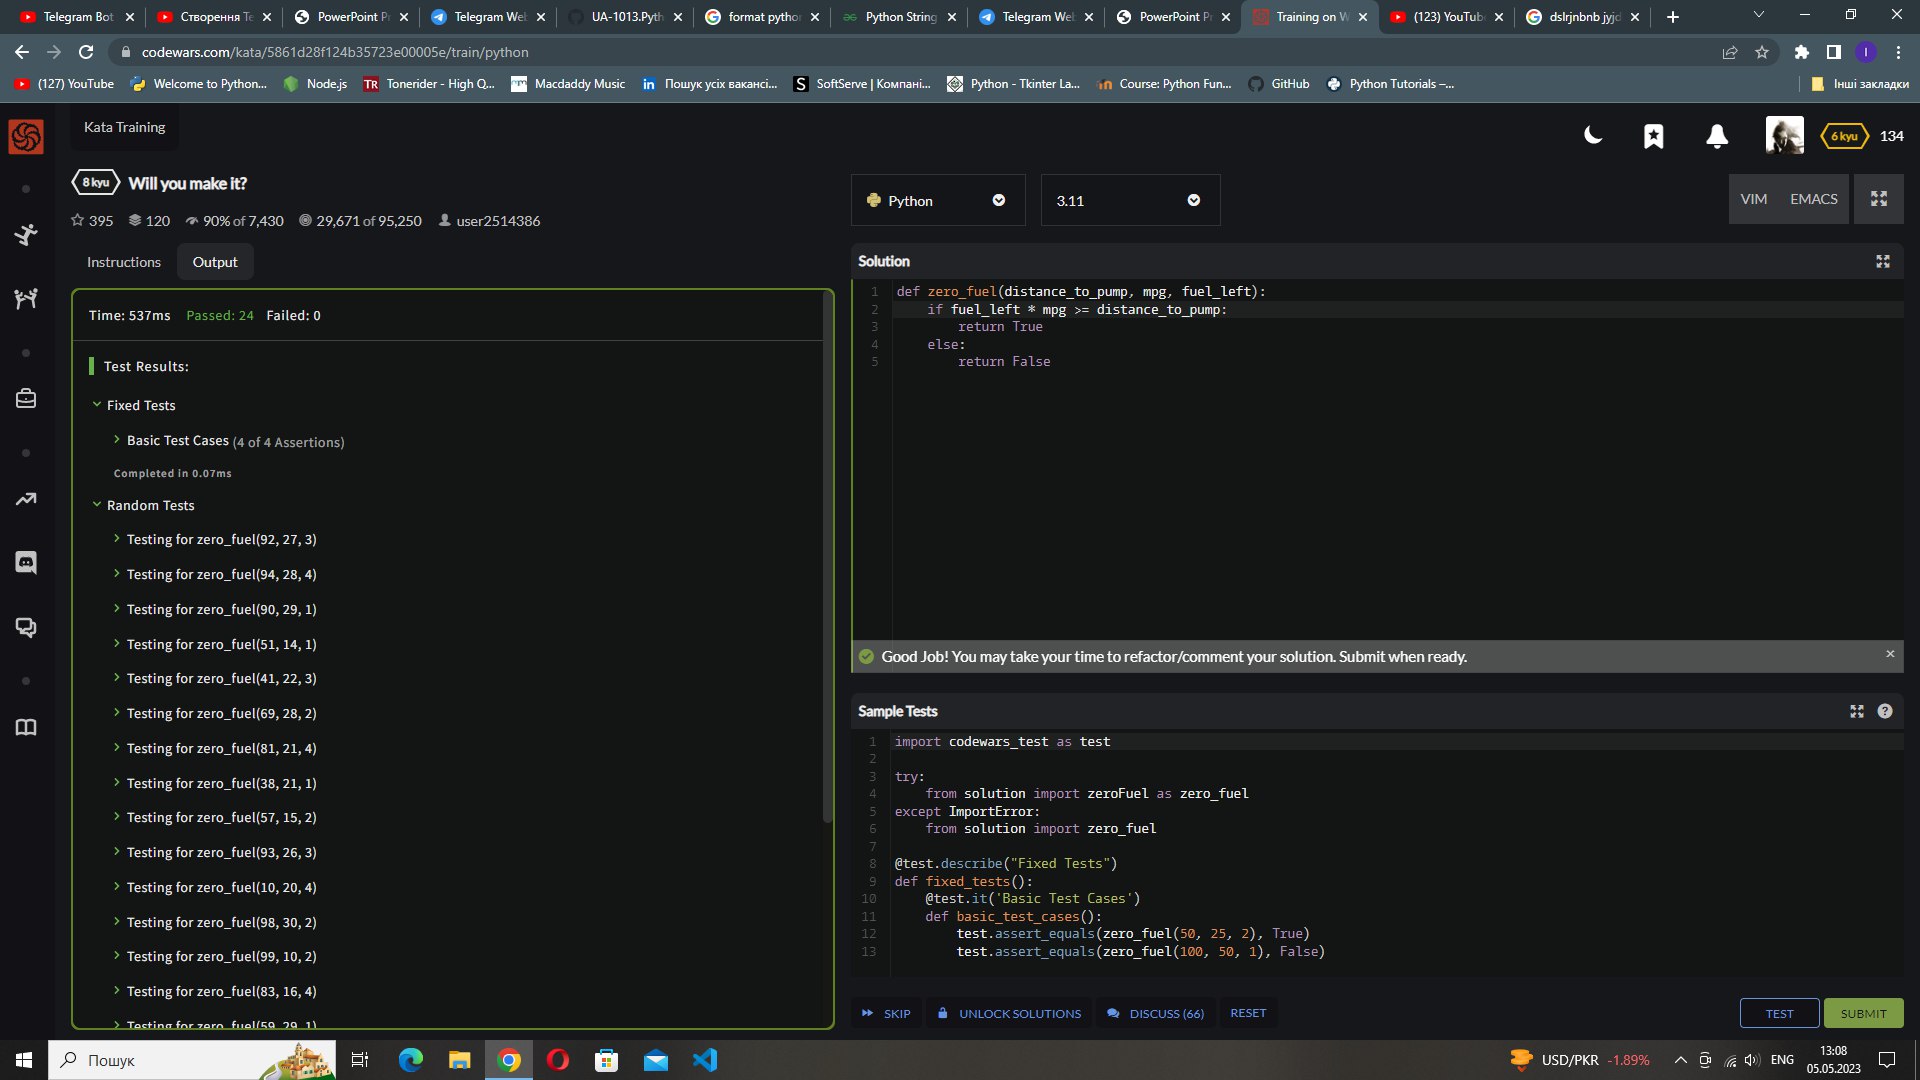 Telegram Bot
Створення Te
PowerPoint Pr
Telegram Web
UA-1013.Pyth
format python
Python String
Telegram Web
PowerPoint Pr
Training on W
(123) YouTube
dslrjnbnb jyjd
codewars.com/kata/5861d28f124b35723e00005e/train/python
(127) YouTube
Welcome to Python...
Node.js
TR Tonerider - High Q...
Macdaddy Music
in Пошук усіх вакансі...
S SoftServe | Компані...
Python - Tkinter La...
Course: Python Fun...
GitHub
Python Tutorials –...
Інші закладки
Kata Training
6 kyu 134
8 kyu Will you make it?
395 120 90% of 7,430 29,671 of 95,250 user2514386
Python
3.11
VIM EMACS
Instructions Output
Time: 537ms Passed: 24 Failed: 0
Test Results:
Fixed Tests
Basic Test Cases (4 of 4 Assertions)
Completed in 0.07ms
Random Tests
Testing for zero_fuel(92, 27, 3)
Testing for zero_fuel(94, 28, 4)
Testing for zero_fuel(90, 29, 1)
Testing for zero_fuel(51, 14, 1)
Testing for zero_fuel(41, 22, 3)
Testing for zero_fuel(69, 28, 2)
Testing for zero_fuel(81, 21, 4)
Testing for zero_fuel(38, 21, 1)
Testing for zero_fuel(57, 15, 2)
Testing for zero_fuel(93, 26, 3)
Testing for zero_fuel(10, 20, 4)
Testing for zero_fuel(98, 30, 2)
Testing for zero_fuel(99, 10, 2)
Testing for zero_fuel(83, 16, 4)
Testing for zero_fuel(59, 29, 1)
Solution
1 def zero_fuel(distance_to_pump, mpg, fuel_left):
2     if fuel_left * mpg >= distance_to_pump:
3         return True
4     else:
5         return False
Good Job! You may take your time to refactor/comment your solution. Submit when ready.
Sample Tests
1 import codewars_test as test
2
3 try:
4     from solution import zeroFuel as zero_fuel
5 except ImportError:
6     from solution import zero_fuel
7
8 @test.describe("Fixed Tests")
9 def fixed_tests():
10     @test.it('Basic Test Cases')
11     def basic_test_cases():
12         test.assert_equals(zero_fuel(50, 25, 2), True)
13         test.assert_equals(zero_fuel(100, 50, 1), False)
SKIP UNLOCK SOLUTIONS DISCUSS (66) RESET
TEST SUBMIT
Пошук
USD/PKR -1.89%
ENG
13:08
05.05.2023